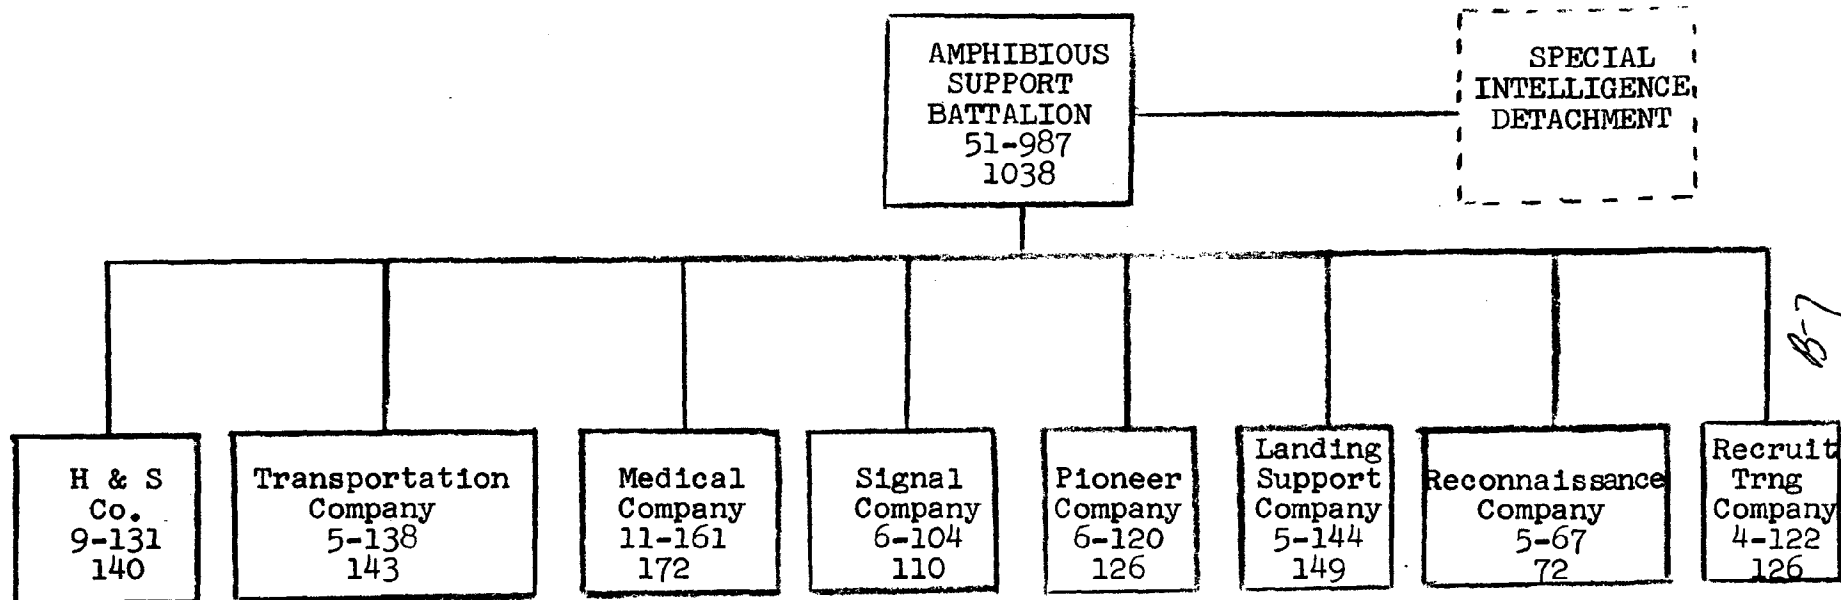 AMPHIBIOUS
SUPPORT
BATTALION
51-987
1038
SPECIAL
INTELLIGENCE
DETACHMENT
B-7
H & S
Co.
9-131
140
Transportation
Company
5-138
143
Medical
Company
11-161
172
Signal
Company
6-104
110
Pioneer
Company
6-120
126
Landing
Support
Company
5-144
149
Reconnaissance
Company
5-67
72
Recruit
Trng
Company
4-122
126